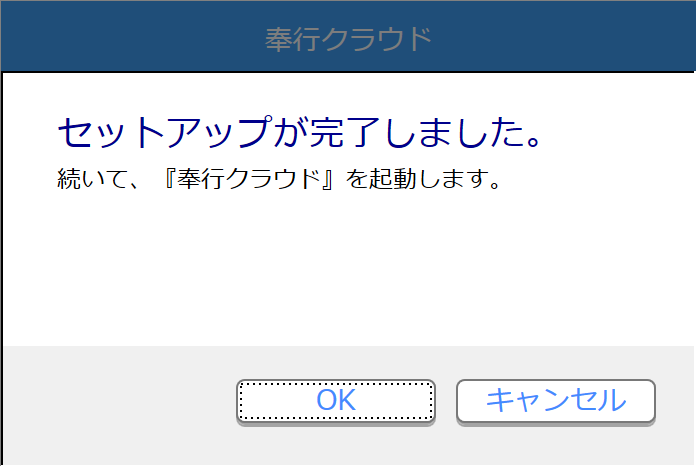 奉行クラウド
セットアップが完了しました。
続いて、『奉行クラウド』を起動します。
OK
キャンセル